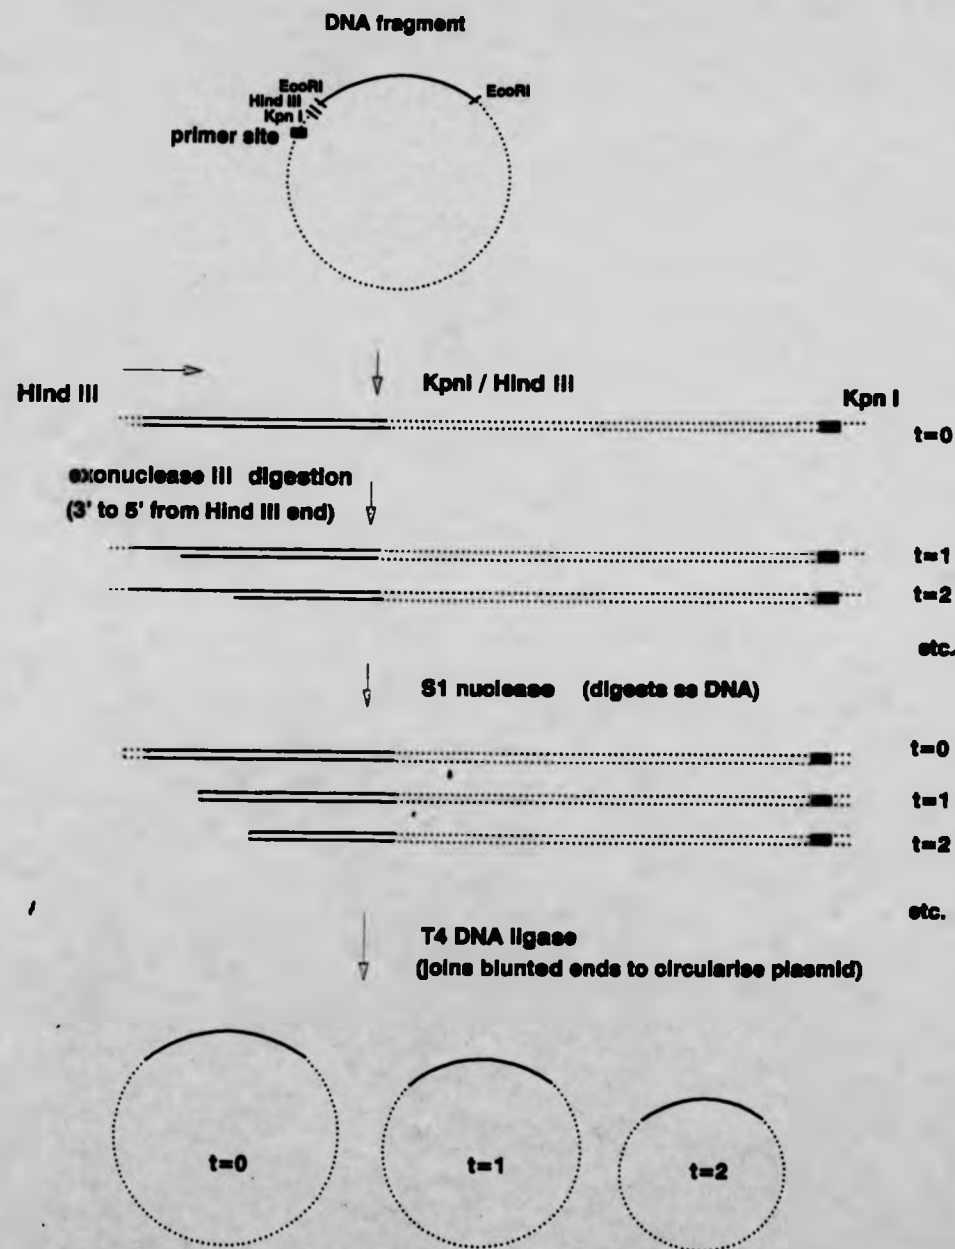 DNA fragment
EcoRI
EcoRI
Hind III
Kpn I
primer site
KpnI / Hind III
Hind III
Kpn I
t=0
exonuclease III digestion
(3' to 5' from Hind III end)
t=1
t=2
etc.
S1 nuclease (digests ss DNA)
t=0
t=1
t=2
etc.
T4 DNA ligase
(joins blunted ends to circularise plasmid)
t=0
t=1
t=2